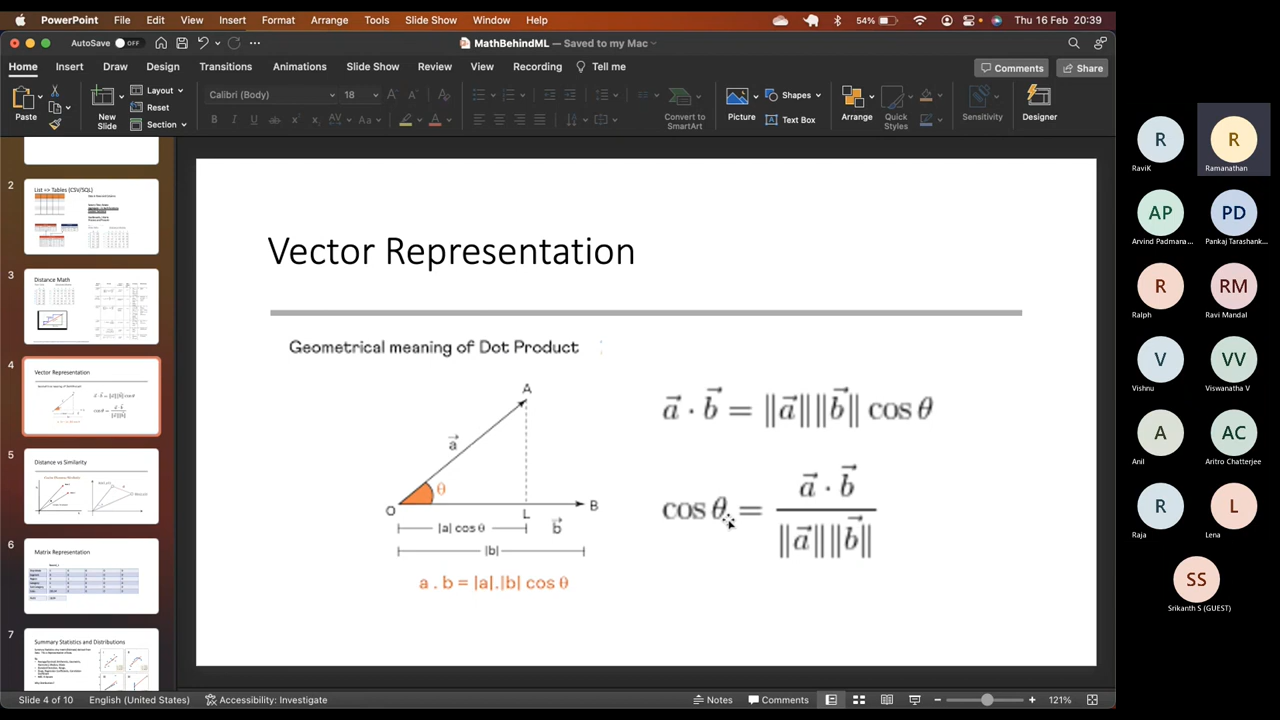 PowerPoint File Edit View Insert Format Arrange Tools Slide Show Window Help 54% Thu 16 Feb 20:39
AutoSave OFF MathBehindML — Saved to my Mac
Home Insert Draw Design Transitions Animations Slide Show Review View Recording Tell me Comments Share
Paste New Slide Layout Reset Section Calibri (Body) 18 Convert to SmartArt Picture Shapes Text Box Arrange Quick Styles Sensitivity Designer
2
List => Tables (CSV/SQL)
3
Distance Math
4
Vector Representation
5
Distance vs Similarity
6
Matrix Representation
7
Summary Statistics and Distributions
Vector Representation
Geometrical meaning of Dot Product
A
a⃗
θ
O
L
B
|a| cos θ
b⃗
|b|
a . b = |a|.|b| cos θ
a⃗ · b⃗ = ‖a⃗‖‖b⃗‖ cos θ
cos θ = a⃗ · b⃗ / ‖a⃗‖‖b⃗‖
R R
RaviK Ramanathan
AP PD
Arvind Padmana... Pankaj Tarashank...
R RM
Ralph Ravi Mandal
V VV
Vishnu Viswanatha V
A AC
Anil Aritro Chatterjee
R L
Raja Lena
SS
Srikanth S (GUEST)
Slide 4 of 10 English (United States) Accessibility: Investigate Notes Comments 121%